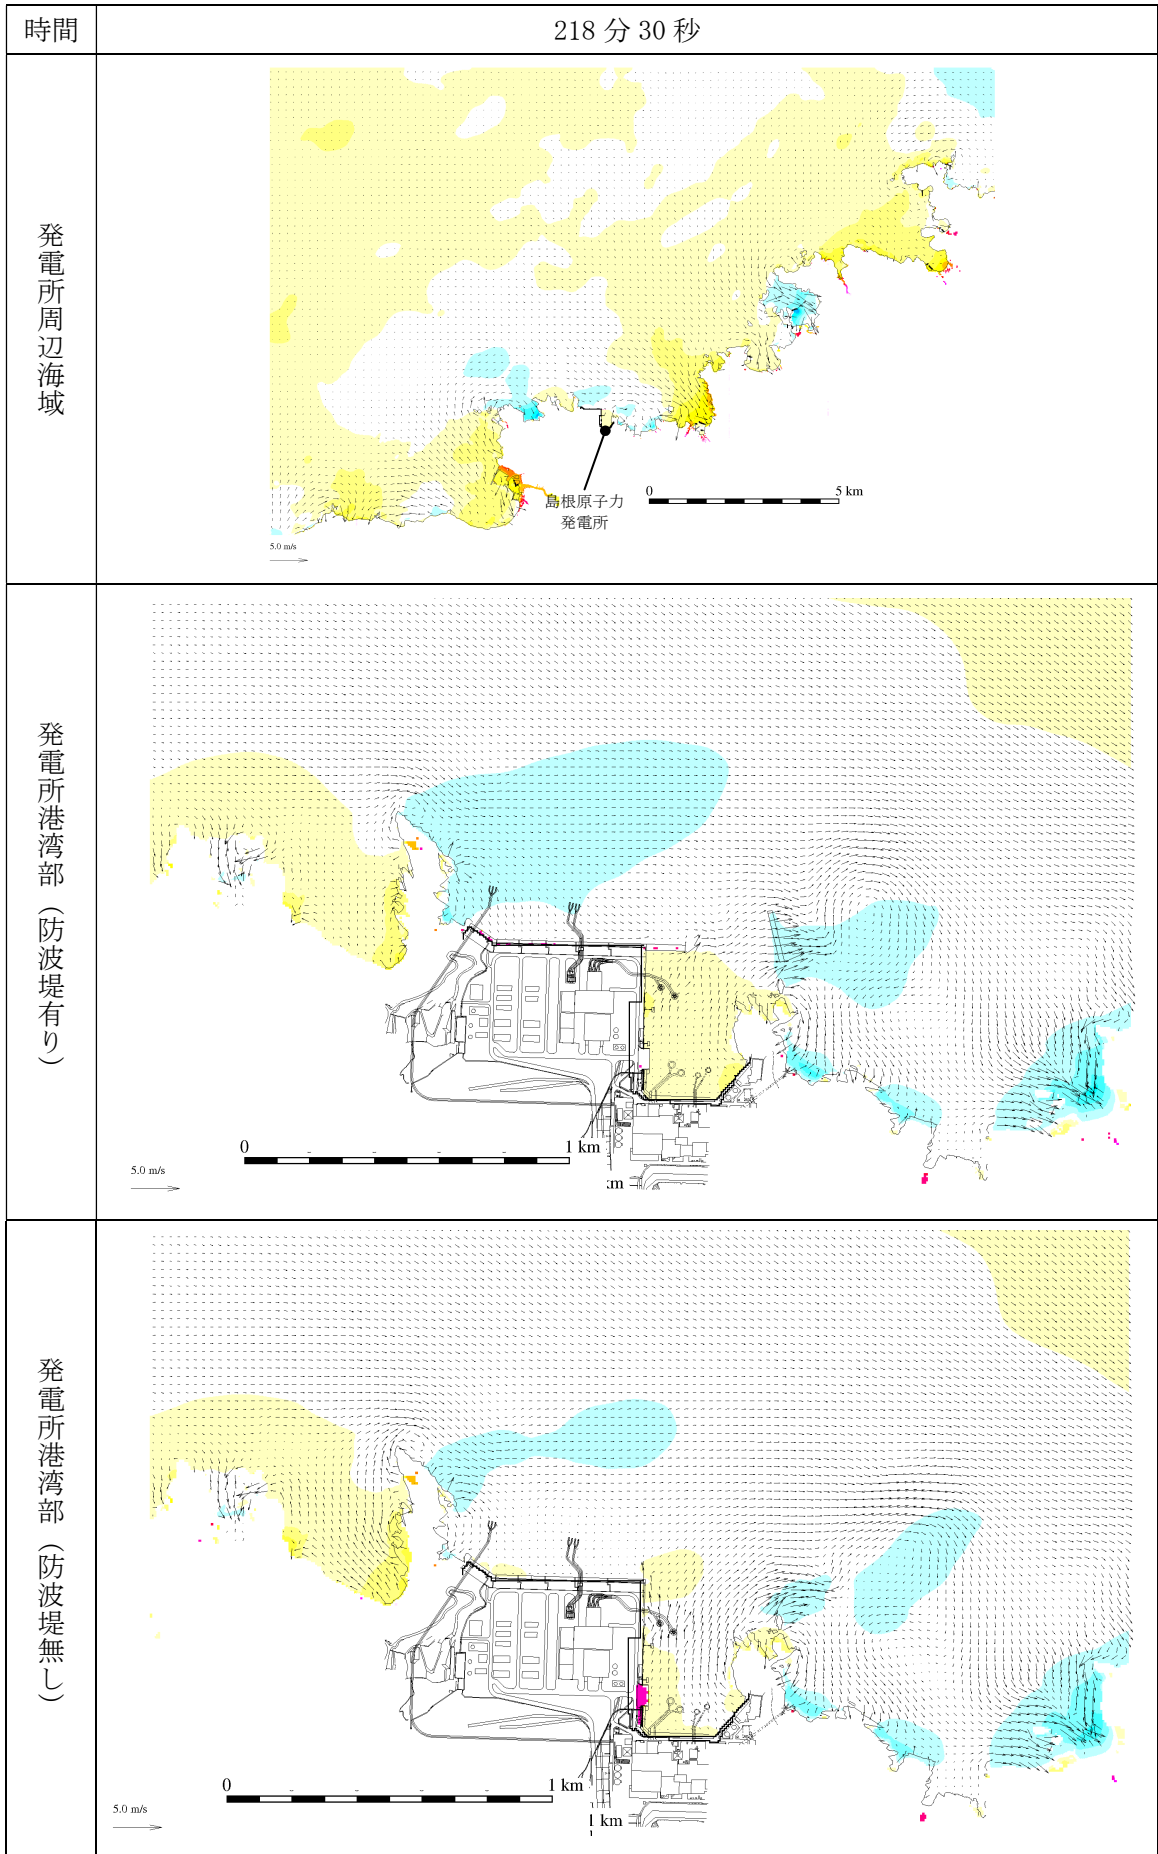 時間
218 分 30 秒
発電所周辺海域
島根原子力
発電所
0
5 km
5.0 m/s
発電所港湾部（防波堤有り）
0
1 km
km
5.0 m/s
発電所港湾部（防波堤無し）
0
1 km
1 km
5.0 m/s